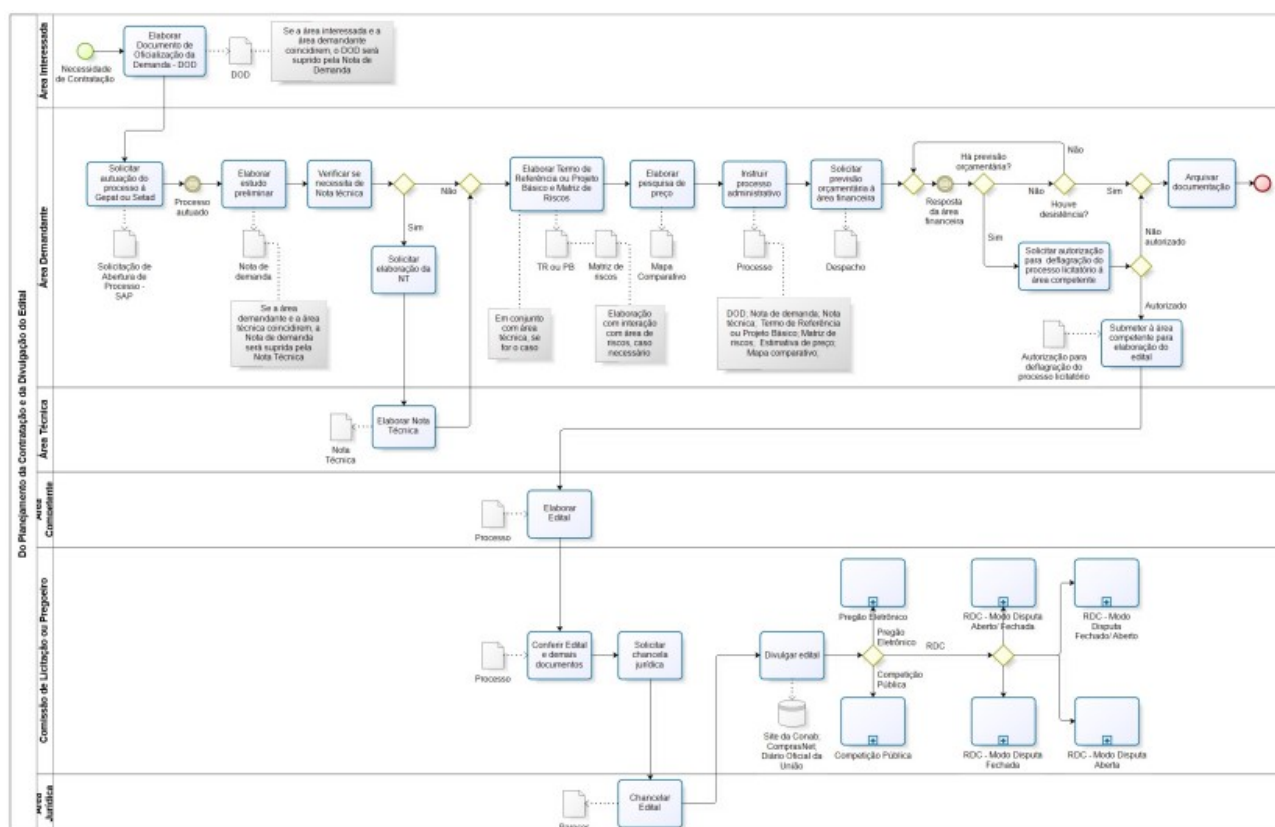 Do Planejamento da Contratação e da Divulgação do Edital
Área Interessada
Necessidade
de Contratação
Elaborar
Documento de
Oficialização da
Demanda - DOD
DOD
Se a área interessada e a
área demandante
coincidirem, o DOD será
suprido pela Nota de
Demanda
Área Demandante
Solicitar
autuação do
processo à
Gepat ou Setad
Solicitação de
Abertura de
Processo -
SAP
Processo
autuado
Elaborar
estudo
preliminar
Nota de
demanda
Se a área
demandante e a área
técnica coincidirem, a
Nota de demanda
será suprida pela
Nota Técnica
Verificar se
necessita de
Nota técnica
Não
Sim
Solicitar
elaboração da
NT
Elaborar Termo de
Referência ou Projeto
Básico e Matriz de
Riscos
TR ou PB
Matriz de
riscos
Em conjunto
com área
técnica, se
for o caso
Elaboração
com interação
com área de
riscos, caso
necessário
Elaborar
pesquisa de
preço
Mapa
Comparativo
Instruir
processo
administrativo
Processo
DOD; Nota de demanda; Nota
técnica; Termo de Referência
ou Projeto Básico; Matriz de
riscos; Estimativa de preço;
Mapa comparativo;
Solicitar
previsão
orçamentária à
área financeira
Despacho
Resposta
da área
financeira
Há previsão
orçamentária?
Não
Não
Houve
desistência?
Sim
Sim
Solicitar autorização
para deflagração do
processo licitatório à
área competente
Não
autorizado
Autorizado
Arquivar
documentação
Submeter à área
competente para
elaboração do
edital
Autorização para
deflagração do
processo licitatório
Área Técnica
Elaborar Nota
Técnica
Nota
Técnica
Área
Competente
Processo
Elaborar
Edital
Comissão de Licitação ou Pregoeiro
Processo
Conferir Edital
e demais
documentos
Solicitar
chancela
jurídica
Divulgar edital
Site da Conab;
ComprasNet;
Diário Oficial da
União
Pregão Eletrônico
Pregão
Eletrônico
RDC
Competição
Pública
Competição Pública
RDC - Modo Disputa
Aberto/ Fechada
RDC - Modo
Disputa
Fechado/ Aberto
RDC - Modo Disputa
Fechada
RDC - Modo Disputa
Aberta
Área
Jurídica
Chancelar
Edital